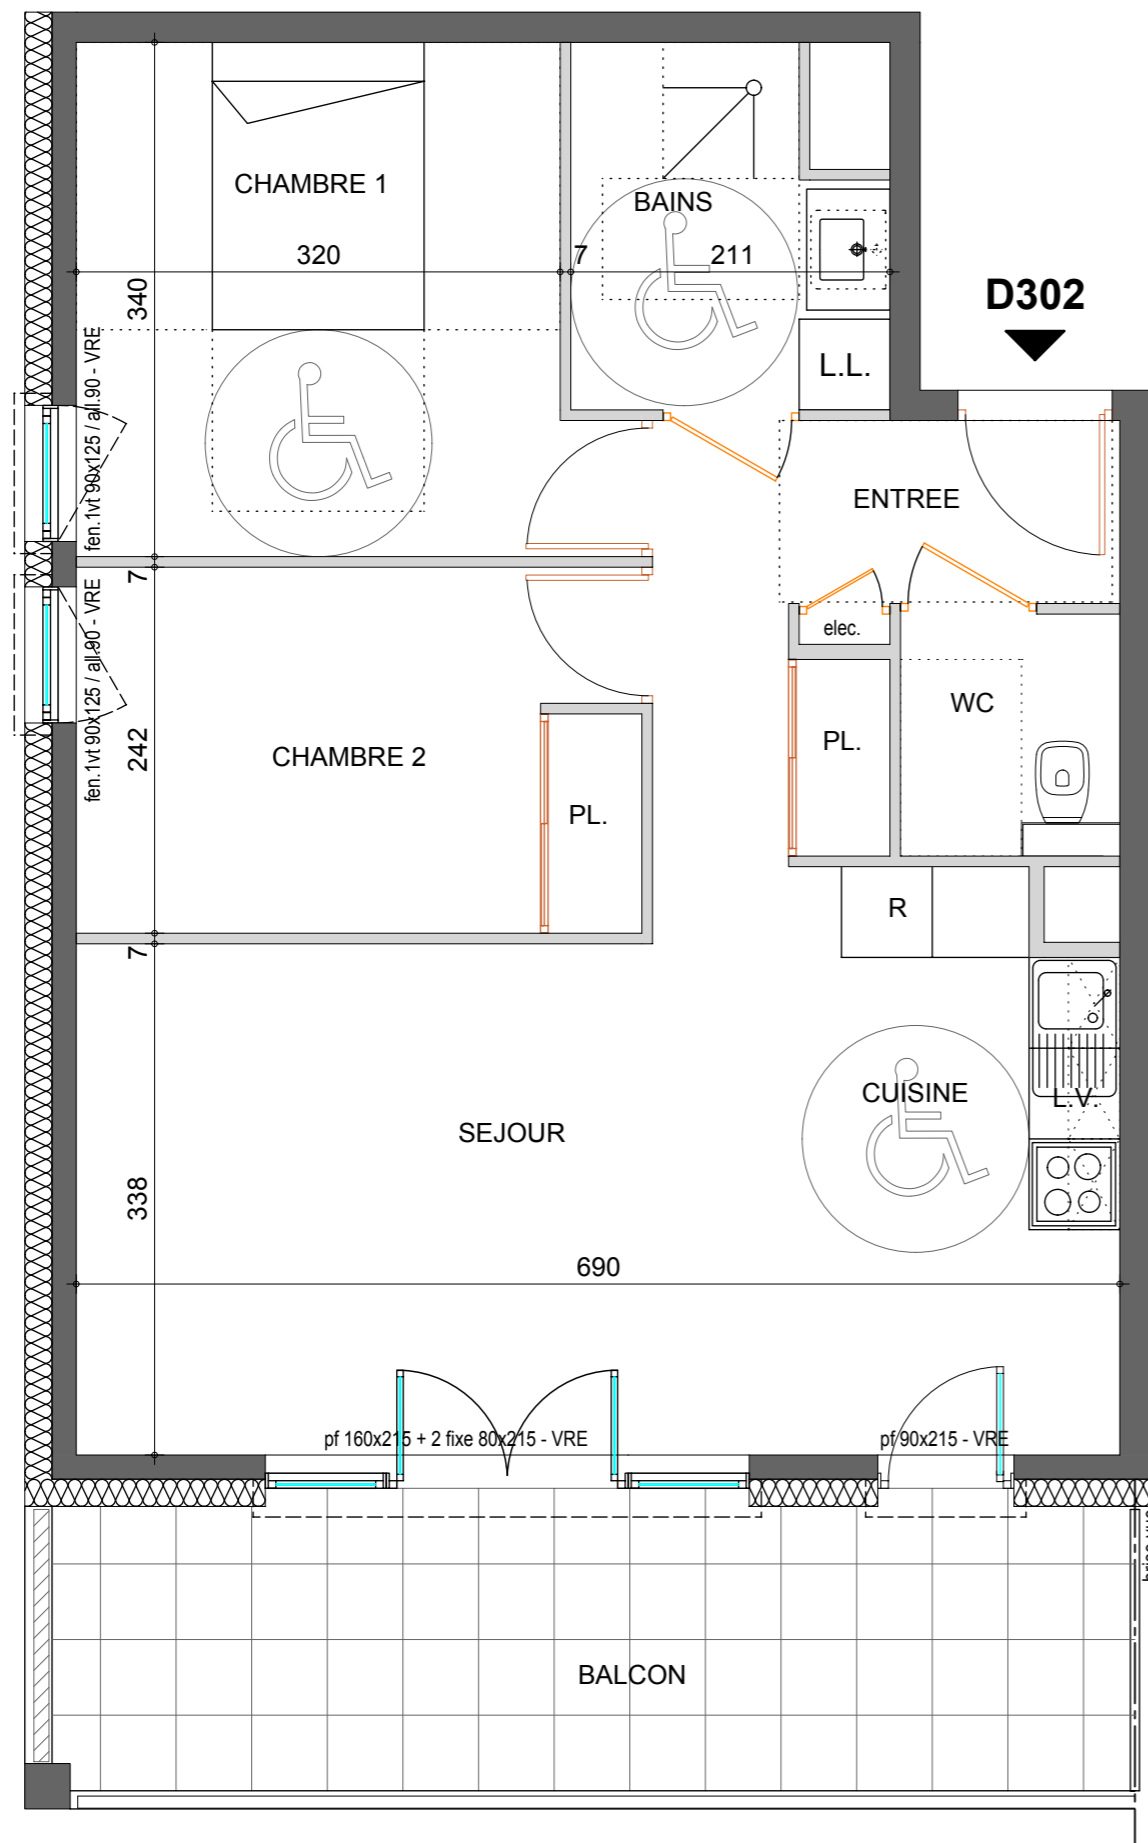 CHAMBRE 1
BAINS
320
7
211
340
D302
L.L.
fen.1vt 90x125 / all.90 - VRE
ENTREE
7
elec.
fen.1vt 90x125 / all.90 - VRE
WC
242
CHAMBRE 2
PL.
PL.
R
7
CUISINE
L.V.
SEJOUR
338
690
pf 160x215 + 2 fixe 80x215 - VRE
pf 90x215 - VRE
BALCON